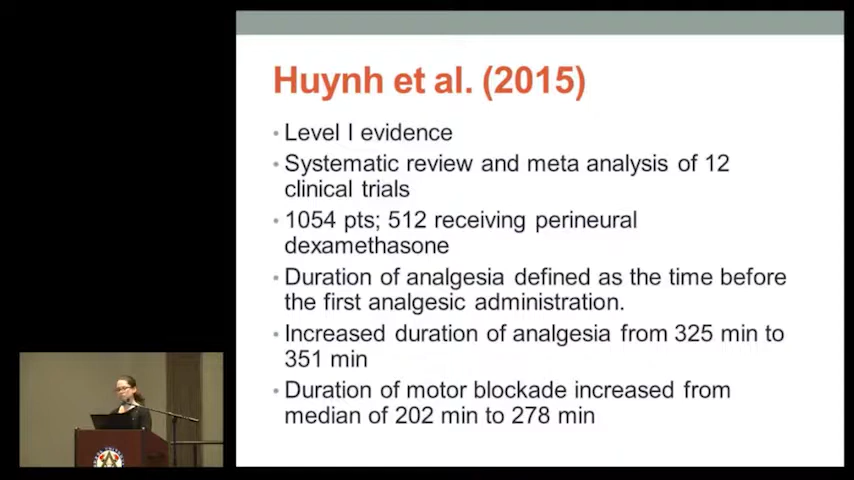 Huynh et al. (2015)
• Level I evidence
• Systematic review and meta analysis of 12
clinical trials
• 1054 pts; 512 receiving perineural
dexamethasone
• Duration of analgesia defined as the time before
the first analgesic administration.
• Increased duration of analgesia from 325 min to
351 min
• Duration of motor blockade increased from
median of 202 min to 278 min